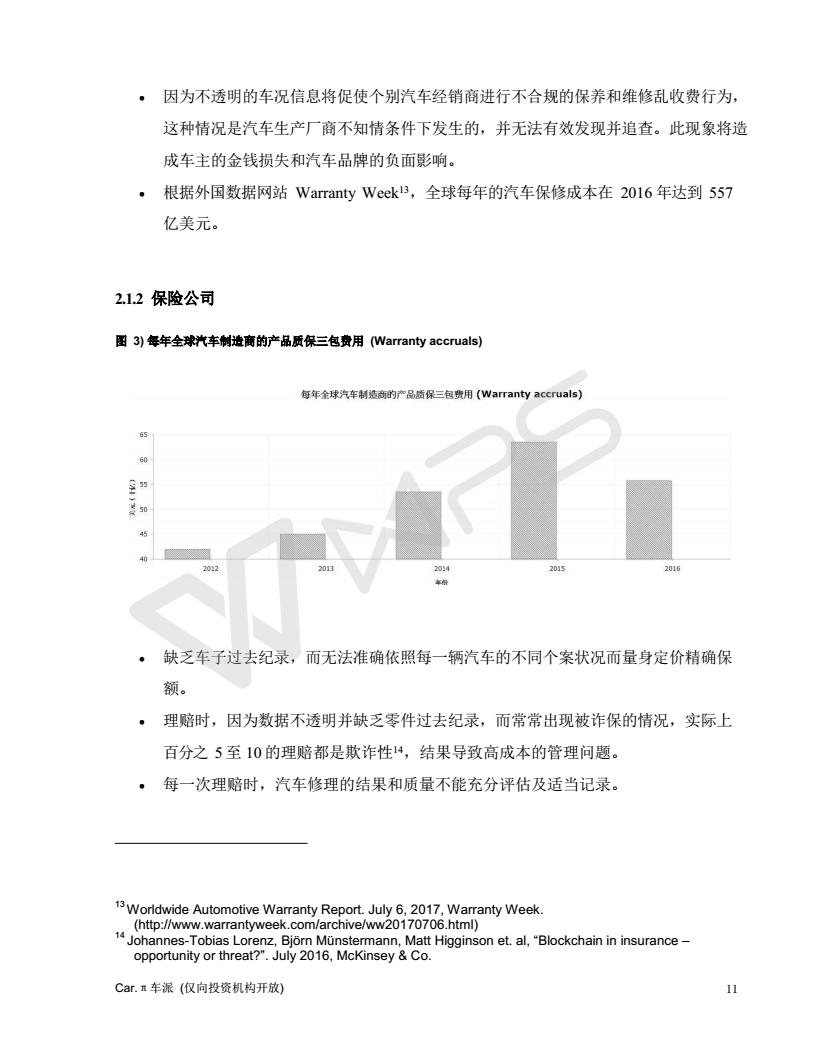 • 因为不透明的车况信息将促使个别汽车经销商进行不合规的保养和维修乱收费行为，
这种情况是汽车生产厂商不知情条件下发生的，并无法有效发现并追查。此现象将造
成车主的金钱损失和汽车品牌的负面影响。
• 根据外国数据网站 Warranty Week13，全球每年的汽车保修成本在 2016 年达到 557
亿美元。
2.1.2 保险公司
图 3) 每年全球汽车制造商的产品质保三包费用 (Warranty accruals)
每年全球汽车制造商的产品质保三包费用 (Warranty accruals)
65
60
55
50
45
40
美元（十亿）
2012 2013 2014 2015 2016
年份
WAPS
• 缺乏车子过去纪录，而无法准确依照每一辆汽车的不同个案状况而量身定价精确保
额。
• 理赔时，因为数据不透明并缺乏零件过去纪录，而常常出现被诈保的情况，实际上
百分之 5 至 10 的理赔都是欺诈性14，结果导致高成本的管理问题。
• 每一次理赔时，汽车修理的结果和质量不能充分评估及适当记录。
13 Worldwide Automotive Warranty Report. July 6, 2017, Warranty Week.
(http://www.warrantyweek.com/archive/ww20170706.html)
14 Johannes-Tobias Lorenz, Björn Münstermann, Matt Higginson et. al, “Blockchain in insurance –
opportunity or threat?”. July 2016, McKinsey & Co.
Car.π车派 (仅向投资机构开放) 11